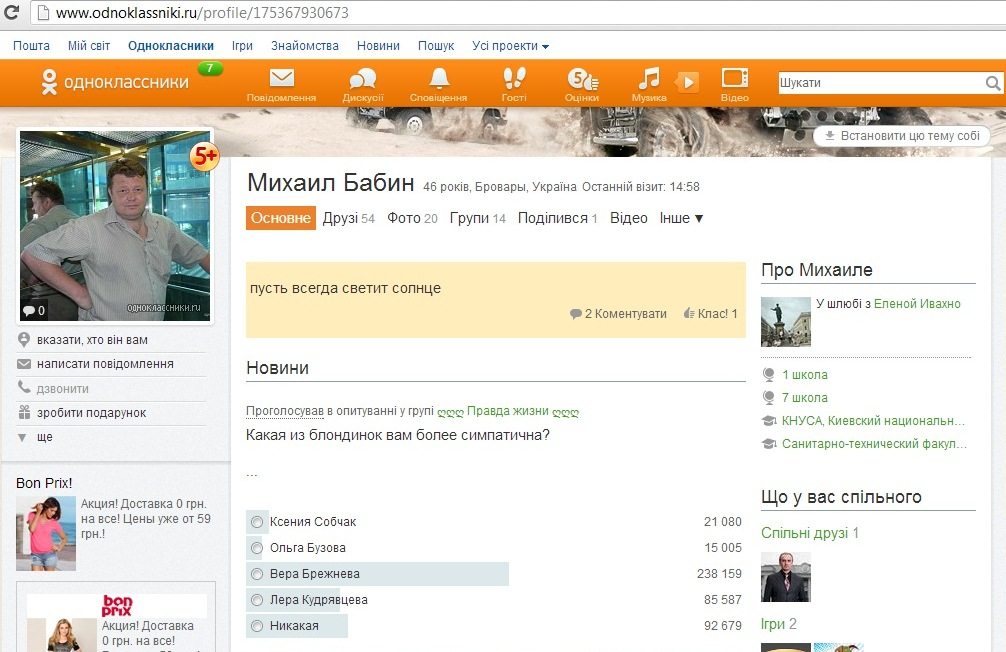 www.odnoklassniki.ru/profile/175367930673
Пошта Мій світ Однокласники Ігри Знайомства Новини Пошук Усі проекти
одноклассники 7
Повідомлення Дискусії Сповіщення Гості Оцінки Музика Відео
5
Шукати
Встановити цю тему собі
5+
0
одноклассники.ru
вказати, хто він вам
написати повідомлення
дзвонити
зробити подарунок
ще
Bon Prix!
Акция! Доставка 0 грн.
на все! Цены уже от 59
грн.!
bon
prix
Акция! Доставка
0 грн. на все!
Михаил Бабин 46 років, Бровары, Україна Останній візит: 14:58
Основне Друзі 54 Фото 20 Групи 14 Поділився 1 Відео Інше
пусть всегда светит солнце
2 Коментувати Клас! 1
Новини
Проголосував в опитуванні у групі ღღღ Правда жизни ღღღ
Какая из блондинок вам более симпатична?
...
Ксения Собчак 21 080
Ольга Бузова 15 005
Вера Брежнева 238 159
Лера Кудрявцева 85 587
Никакая 92 679
Про Михаиле
У шлюбі з Еленой Ивахно
1 школа
7 школа
КНУСА, Киевский националь­н...
Санитарно-технический факул...
Що у вас спільного
Спільні друзі 1
Ігри 2